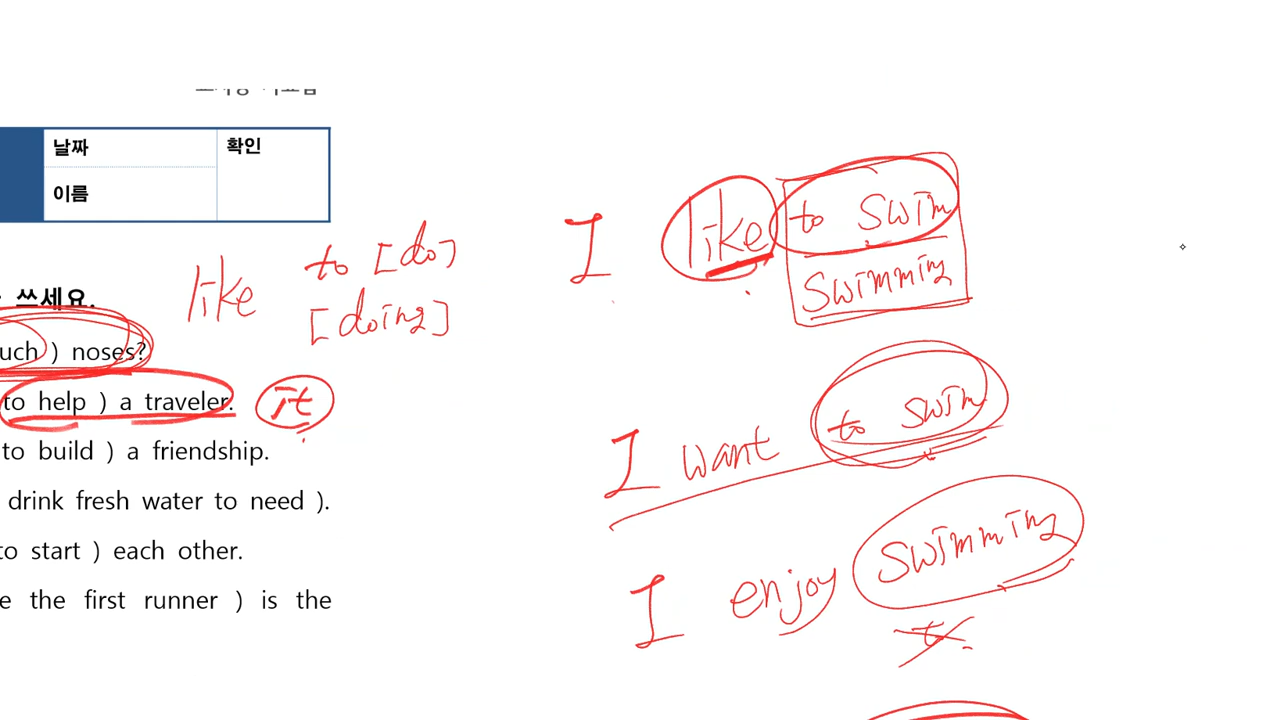 날짜
확인
이름
쓰세요.
uch ) noses?
to help ) a traveler.
to build ) a friendship.
drink fresh water to need ).
to start ) each other.
e the first runner ) is the
like to [do]
[doing]
it
I like to swim
swimming
I want to swim
I enjoy swimming